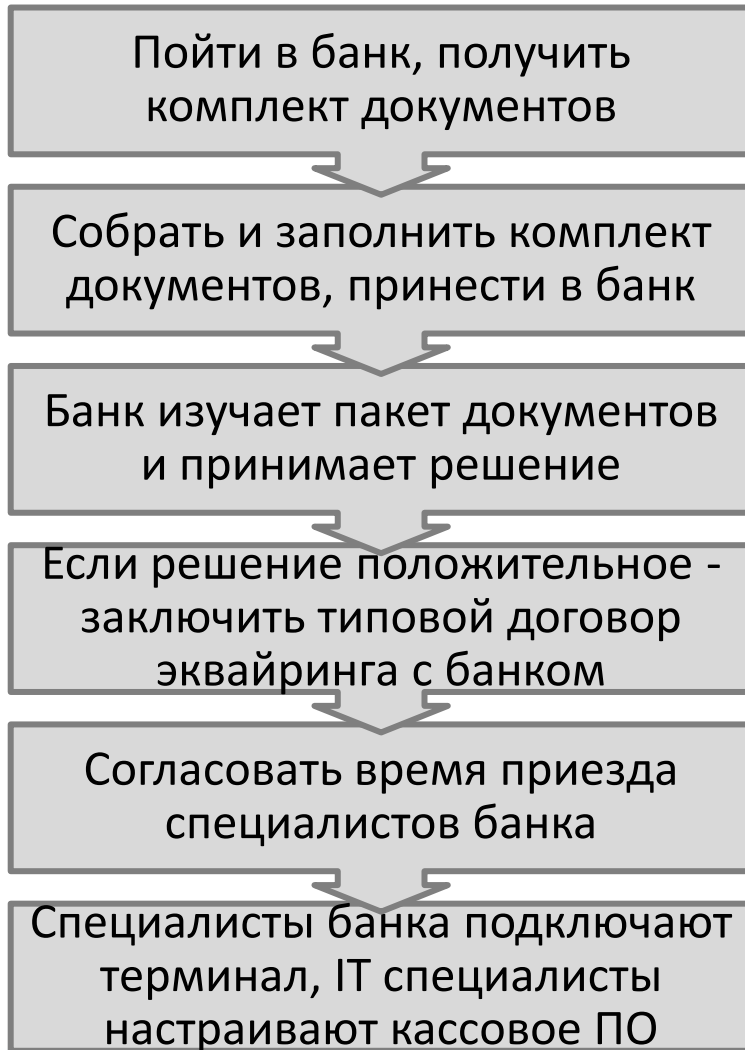 Пойти в банк, получить
комплект документов
Собрать и заполнить комплект
документов, принести в банк
Банк изучает пакет документов
и принимает решение
Если решение положительное -
заключить типовой договор
эквайринга с банком
Согласовать время приезда
специалистов банка
Специалисты банка подключают
терминал, IT специалисты
настраивают кассовое ПО